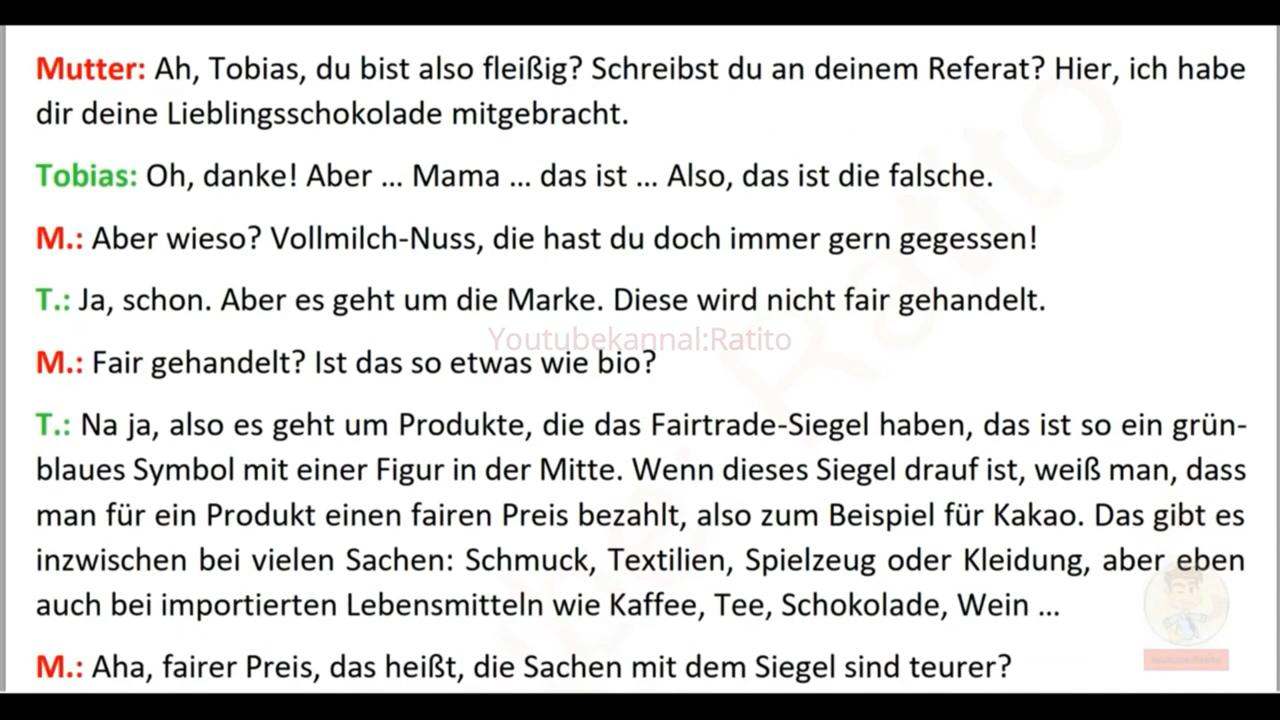 Mutter: Ah, Tobias, du bist also fleißig? Schreibst du an deinem Referat? Hier, ich habe
dir deine Lieblingsschokolade mitgebracht.
Tobias: Oh, danke! Aber ... Mama ... das ist ... Also, das ist die falsche.
M.: Aber wieso? Vollmilch-Nuss, die hast du doch immer gern gegessen!
T.: Ja, schon. Aber es geht um die Marke. Diese wird nicht fair gehandelt.
Youtubekannal:Ratito
M.: Fair gehandelt? Ist das so etwas wie bio?
T.: Na ja, also es geht um Produkte, die das Fairtrade-Siegel haben, das ist so ein grün-
blaues Symbol mit einer Figur in der Mitte. Wenn dieses Siegel drauf ist, weiß man, dass
man für ein Produkt einen fairen Preis bezahlt, also zum Beispiel für Kakao. Das gibt es
inzwischen bei vielen Sachen: Schmuck, Textilien, Spielzeug oder Kleidung, aber eben
auch bei importierten Lebensmitteln wie Kaffee, Tee, Schokolade, Wein ...
M.: Aha, fairer Preis, das heißt, die Sachen mit dem Siegel sind teurer?